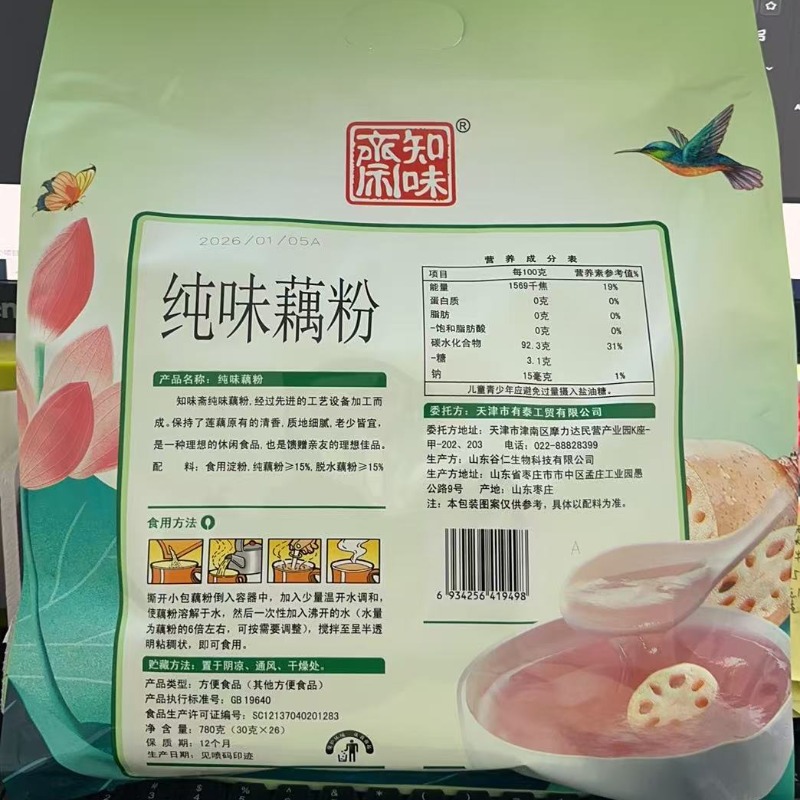 知味斋®
2026/01/05A
纯味藕粉
产品名称：纯味藕粉
知味斋纯味藕粉,经过先进的工艺设备加工而
成。保持了莲藕原有的清香,质地细腻,老少皆宜,
是一种理想的休闲食品,也是馈赠亲友的理想佳品。
配 料：食用淀粉,纯藕粉≥15%,脱水藕粉≥15%
食用方法
撕开小包藕粉倒入容器中，加入少量温开水调和，
使藕粉溶解于水，然后一次性加入沸开的水（水量
为藕粉的6倍左右，可按需要调整），搅拌至呈半透
明粘稠状，即可食用。
贮藏方法：置于阴凉、通风、干燥处。
产品类型：方便食品（其他方便食品）
产品执行标准号：GB 19640
食品生产许可证编号：SC12137040201283
净 含 量：780克（30克×26）
保 质 期：12个月
生产日期：见喷码印迹
营养成分表
项目 每100克 营养素参考值%
能量 1569千焦 19%
蛋白质 0克 0%
脂肪 0克 0%
-饱和脂肪酸 0克 0%
碳水化合物 92.3克 31%
-糖 3.1克
钠 15毫克 1%
儿童青少年应避免过量摄入盐油糖。
委托方：天津市有泰工贸有限公司
委托方地址：天津市津南区摩力达民营产业园K座-
甲-202、203 电话：022-88828399
生产方：山东谷仁生物科技有限公司
生产方地址：山东省枣庄市市中区孟庄工业园愚
公路9号 产地：山东枣庄
注：本包装图案仅供参考，具体以配料为准。
A
6 934256 419498